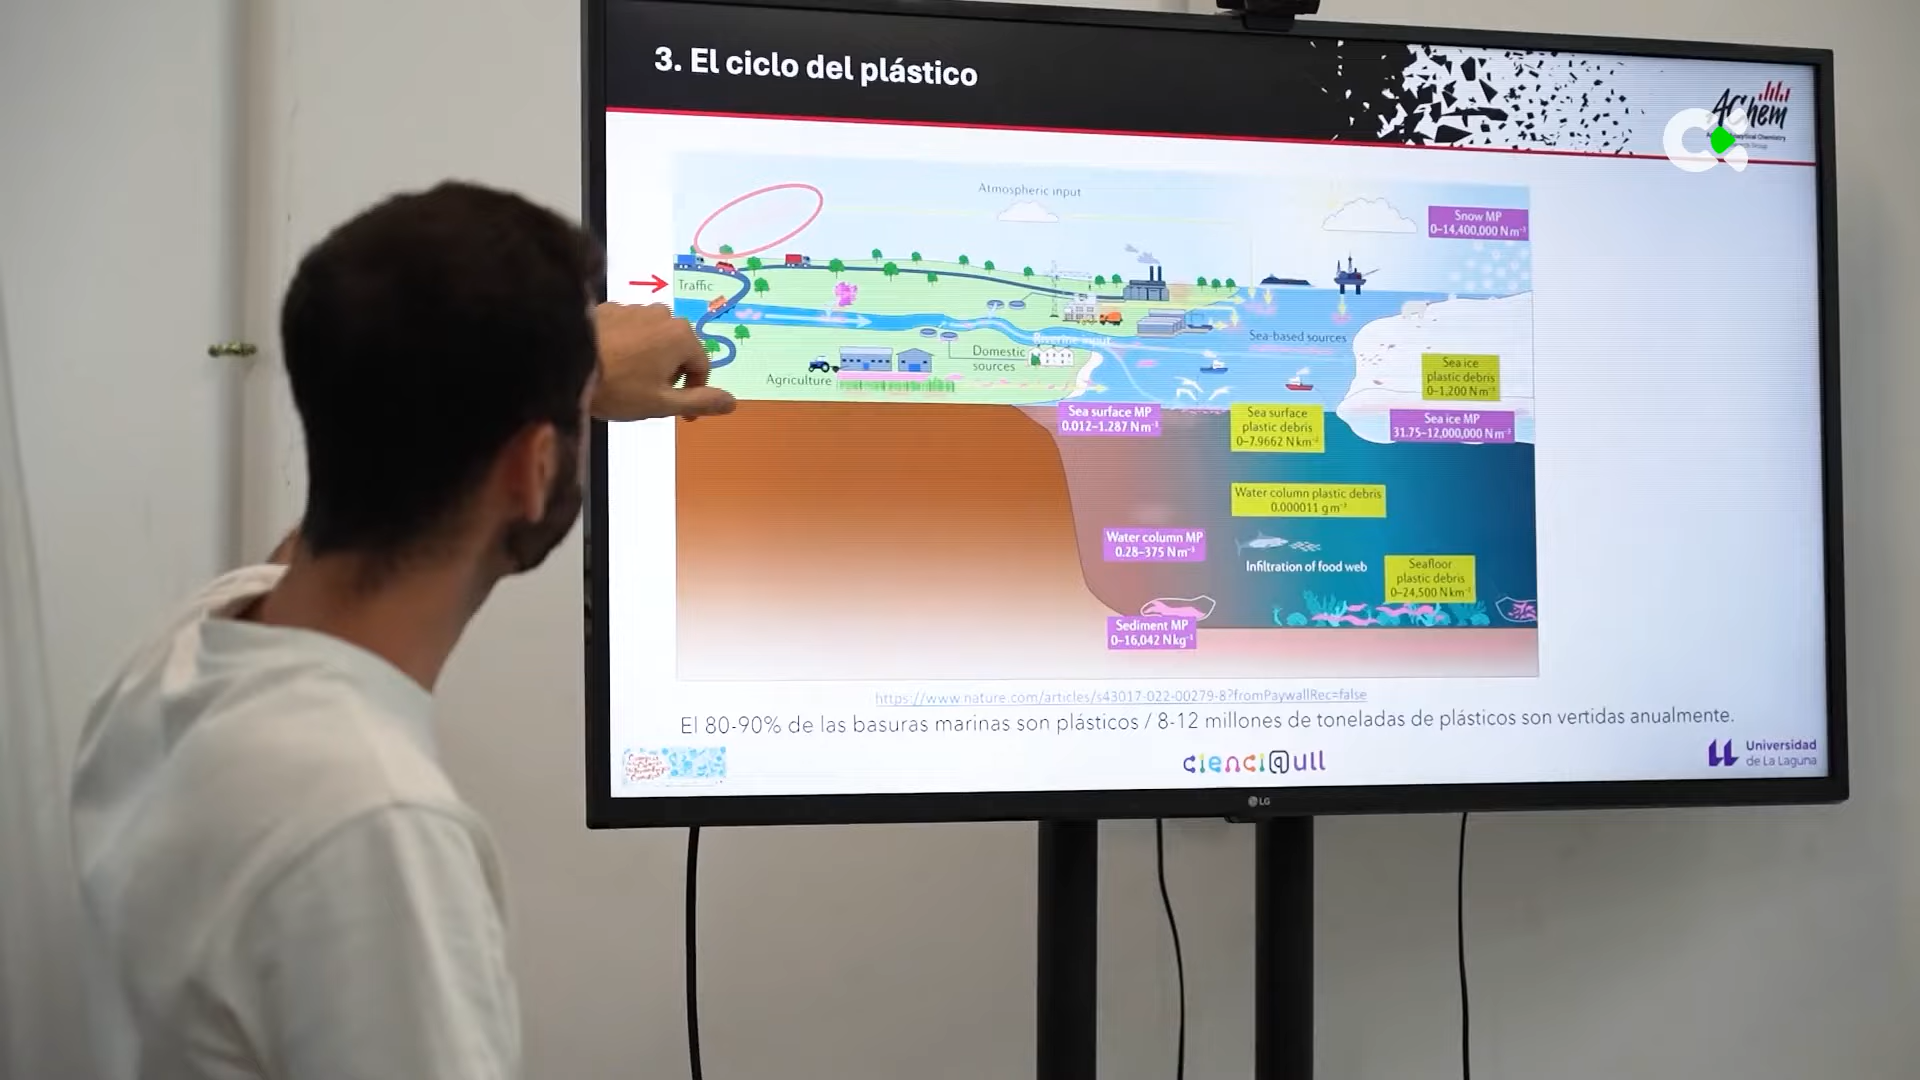 3. El ciclo del plástico
AChem
Atmospheric input
Snow MP
0–14,400,000 N m⁻³
Traffic
Sea-based sources
Riverine input
Domestic
sources
Agriculture
Sea ice
plastic debris
0–1,200 N m⁻³
Sea surface MP
0.012–1.287 N m⁻³
Sea surface
plastic debris
0–7.9662 N km⁻²
Sea ice MP
31.75–12,000,000 N m⁻³
Water column plastic debris
0.000011 g m⁻³
Water column MP
0.28–375 N m⁻³
Infiltration of food web
Seafloor
plastic debris
0–24,500 N km⁻²
Sediment MP
0–16,042 N kg⁻¹
https://www.nature.com/articles/s43017-022-00279-8?fromPaywallRec=false
El 80-90% de las basuras marinas son plásticos / 8-12 millones de toneladas de plásticos son vertidas anualmente.
cienci@ull
Universidad
de La Laguna
LG